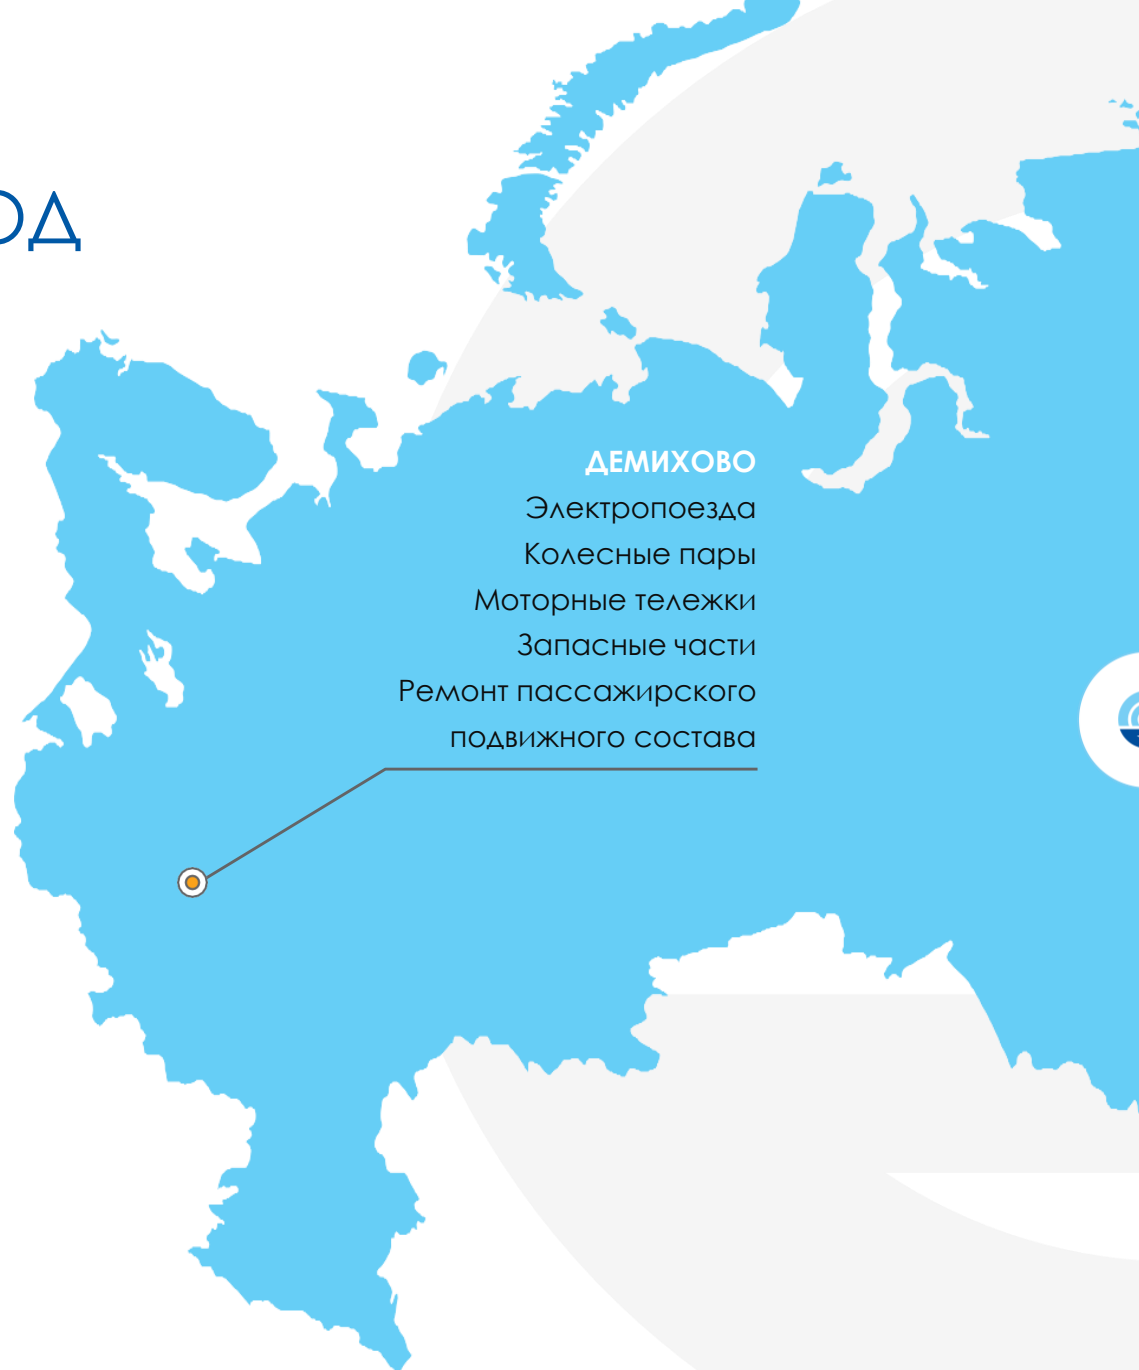 ОД
ДЕМИХОВО
Электропоезда
Колесные пары
Моторные тележки
Запасные части
Ремонт пассажирского
подвижного состава